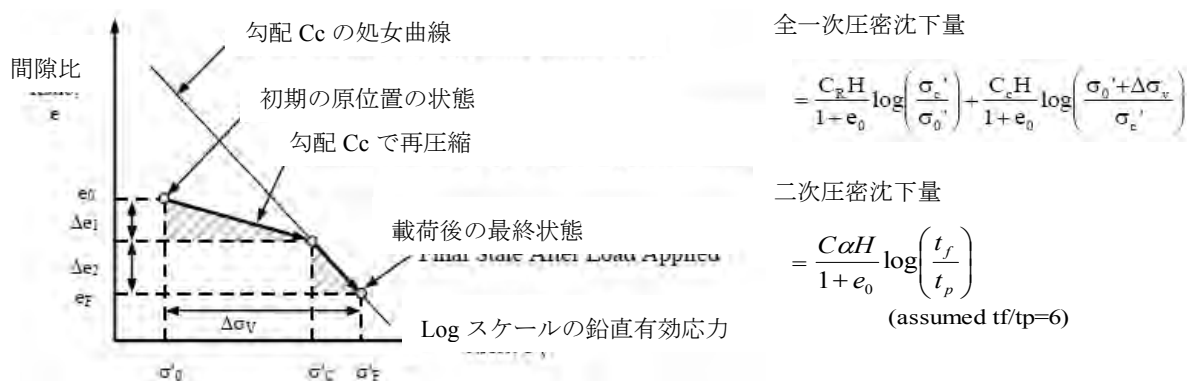 勾配 Cc の処女曲線
間隙比
e
初期の原位置の状態
勾配 Cc で再圧縮
e0
Δe1
載荷後の最終状態
Final State After Load Applied
Δe2
eF
ΔσV
Log スケールの鉛直有効応力
σ'0 σ'C σ'F
全一次圧密沈下量
= CRH / 1 + e0 log(σc' / σ0') + CcH / 1 + e0 log(σ0'+Δσv / σc')
二次圧密沈下量
= CαH / 1 + e0 log(tf / tp)
(assumed tf/tp=6)